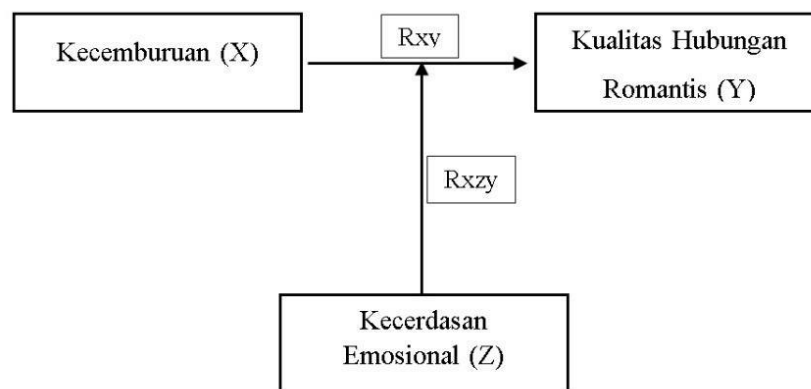 Kecemburuan (X)
Rxy
Kualitas Hubungan
Romantis (Y)
Rxzy
Kecerdasan
Emosional (Z)